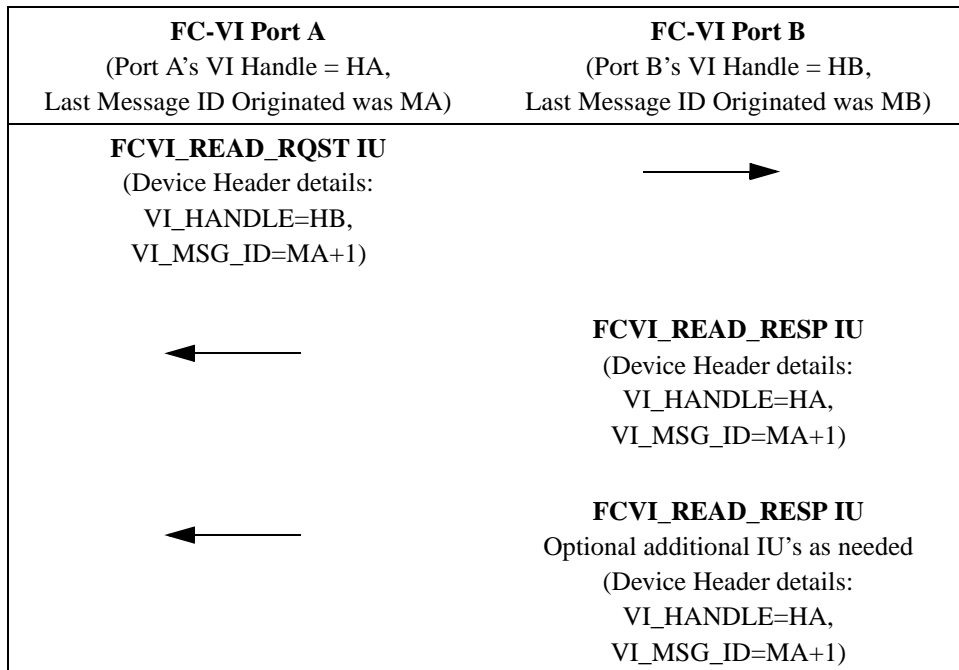 FC-VI Port A
(Port A's VI Handle = HA,
Last Message ID Originated was MA)
FC-VI Port B
(Port B's VI Handle = HB,
Last Message ID Originated was MB)
FCVI_READ_RQST IU
(Device Header details:
VI_HANDLE=HB,
VI_MSG_ID=MA+1)
FCVI_READ_RESP IU
(Device Header details:
VI_HANDLE=HA,
VI_MSG_ID=MA+1)
FCVI_READ_RESP IU
Optional additional IU's as needed
(Device Header details:
VI_HANDLE=HA,
VI_MSG_ID=MA+1)